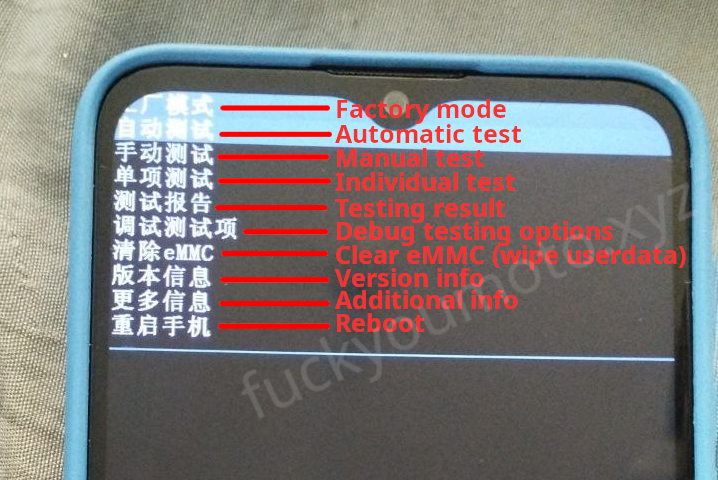 工厂模式 Factory mode
自动测试 Automatic test
手动测试 Manual test
单项测试 Individual test
测试报告 Testing result
调试测试项 Debug testing options
清除eMMC Clear eMMC (wipe userdata)
版本信息 Version info
更多信息 Additional info
重启手机 Reboot
fuckyoumoto.xyz